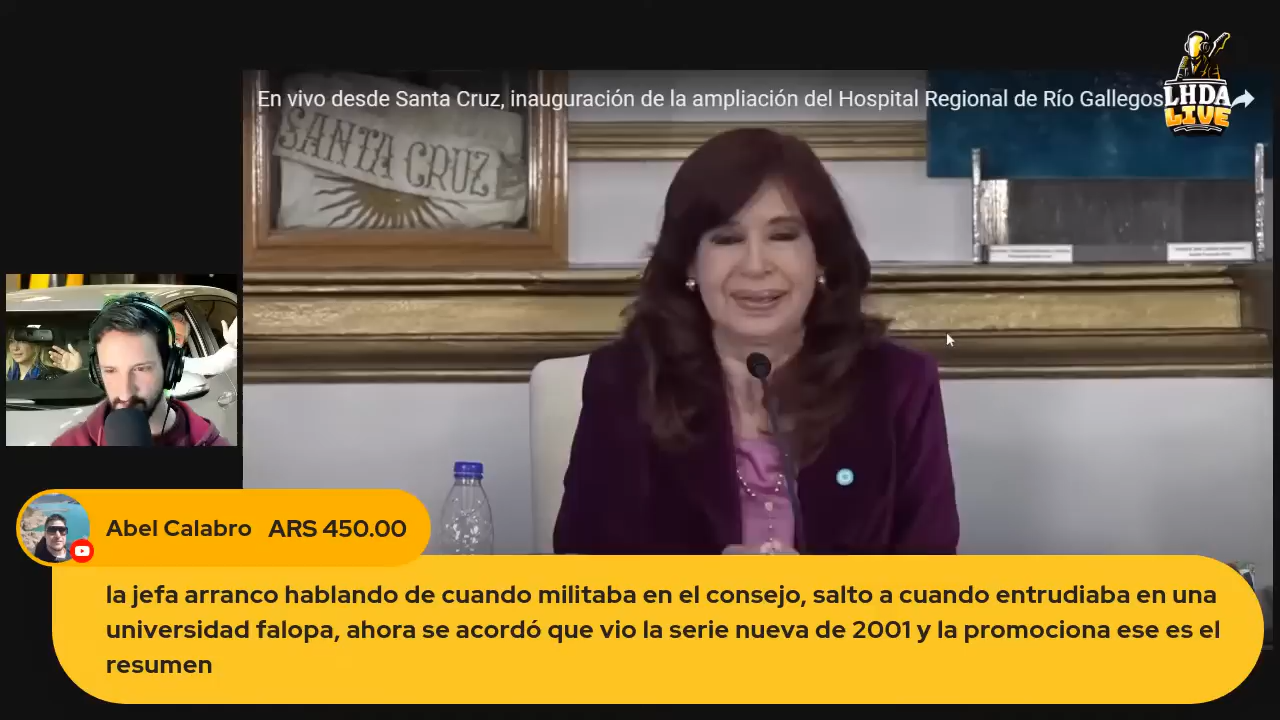 En vivo desde Santa Cruz, inauguración de la ampliación del Hospital Regional de Río Gallegos
LHDA
LIVE
SANTA CRUZ
Abel Calabro ARS 450.00
la jefa arranco hablando de cuando militaba en el consejo, salto a cuando entrudiaba en una
universidad falopa, ahora se acordó que vio la serie nueva de 2001 y la promociona ese es el
resumen